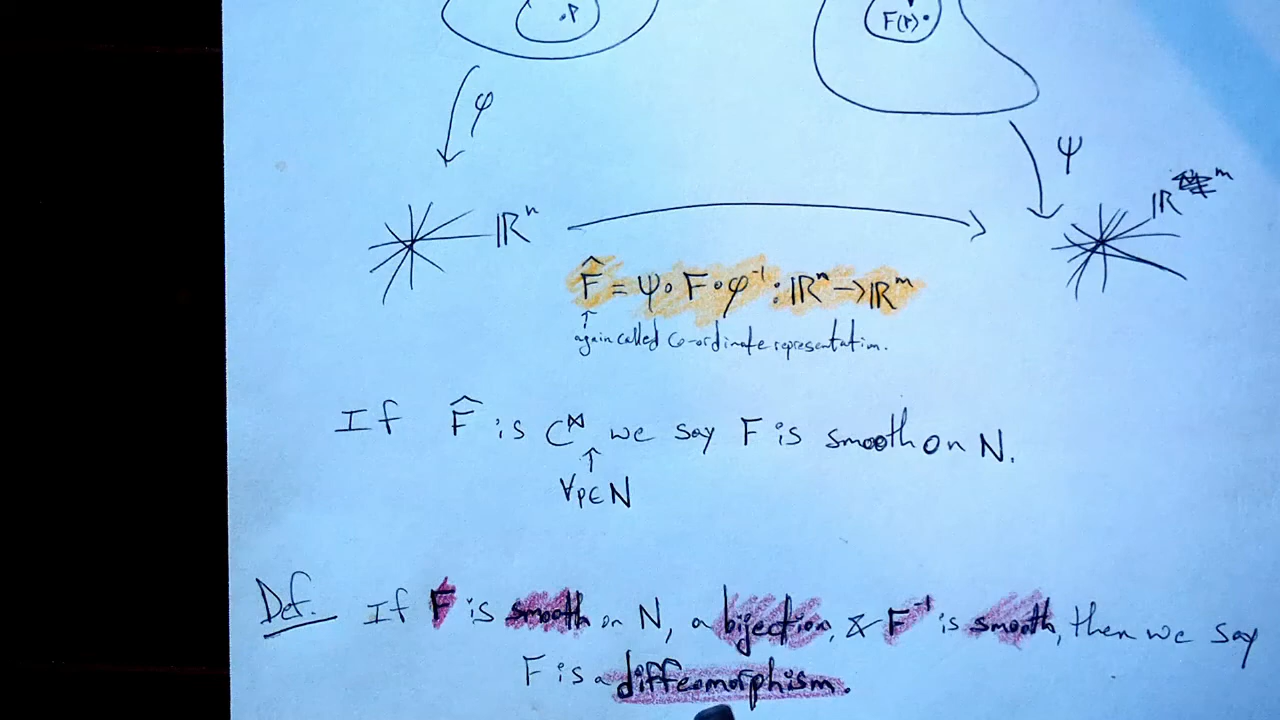 .P
F(P).
φ
ψ
ℝⁿ
ℝᵐ
F̂ = ψ∘F∘φ⁻¹ : ℝⁿ → ℝᵐ
↑
again called co-ordinate representation.
If F̂ is C^∞ we say F is smooth on N.
↑
∀p∈N
Def. If F is smooth on N, a bijection, & F⁻¹ is smooth, then we say
F is a diffeomorphism.